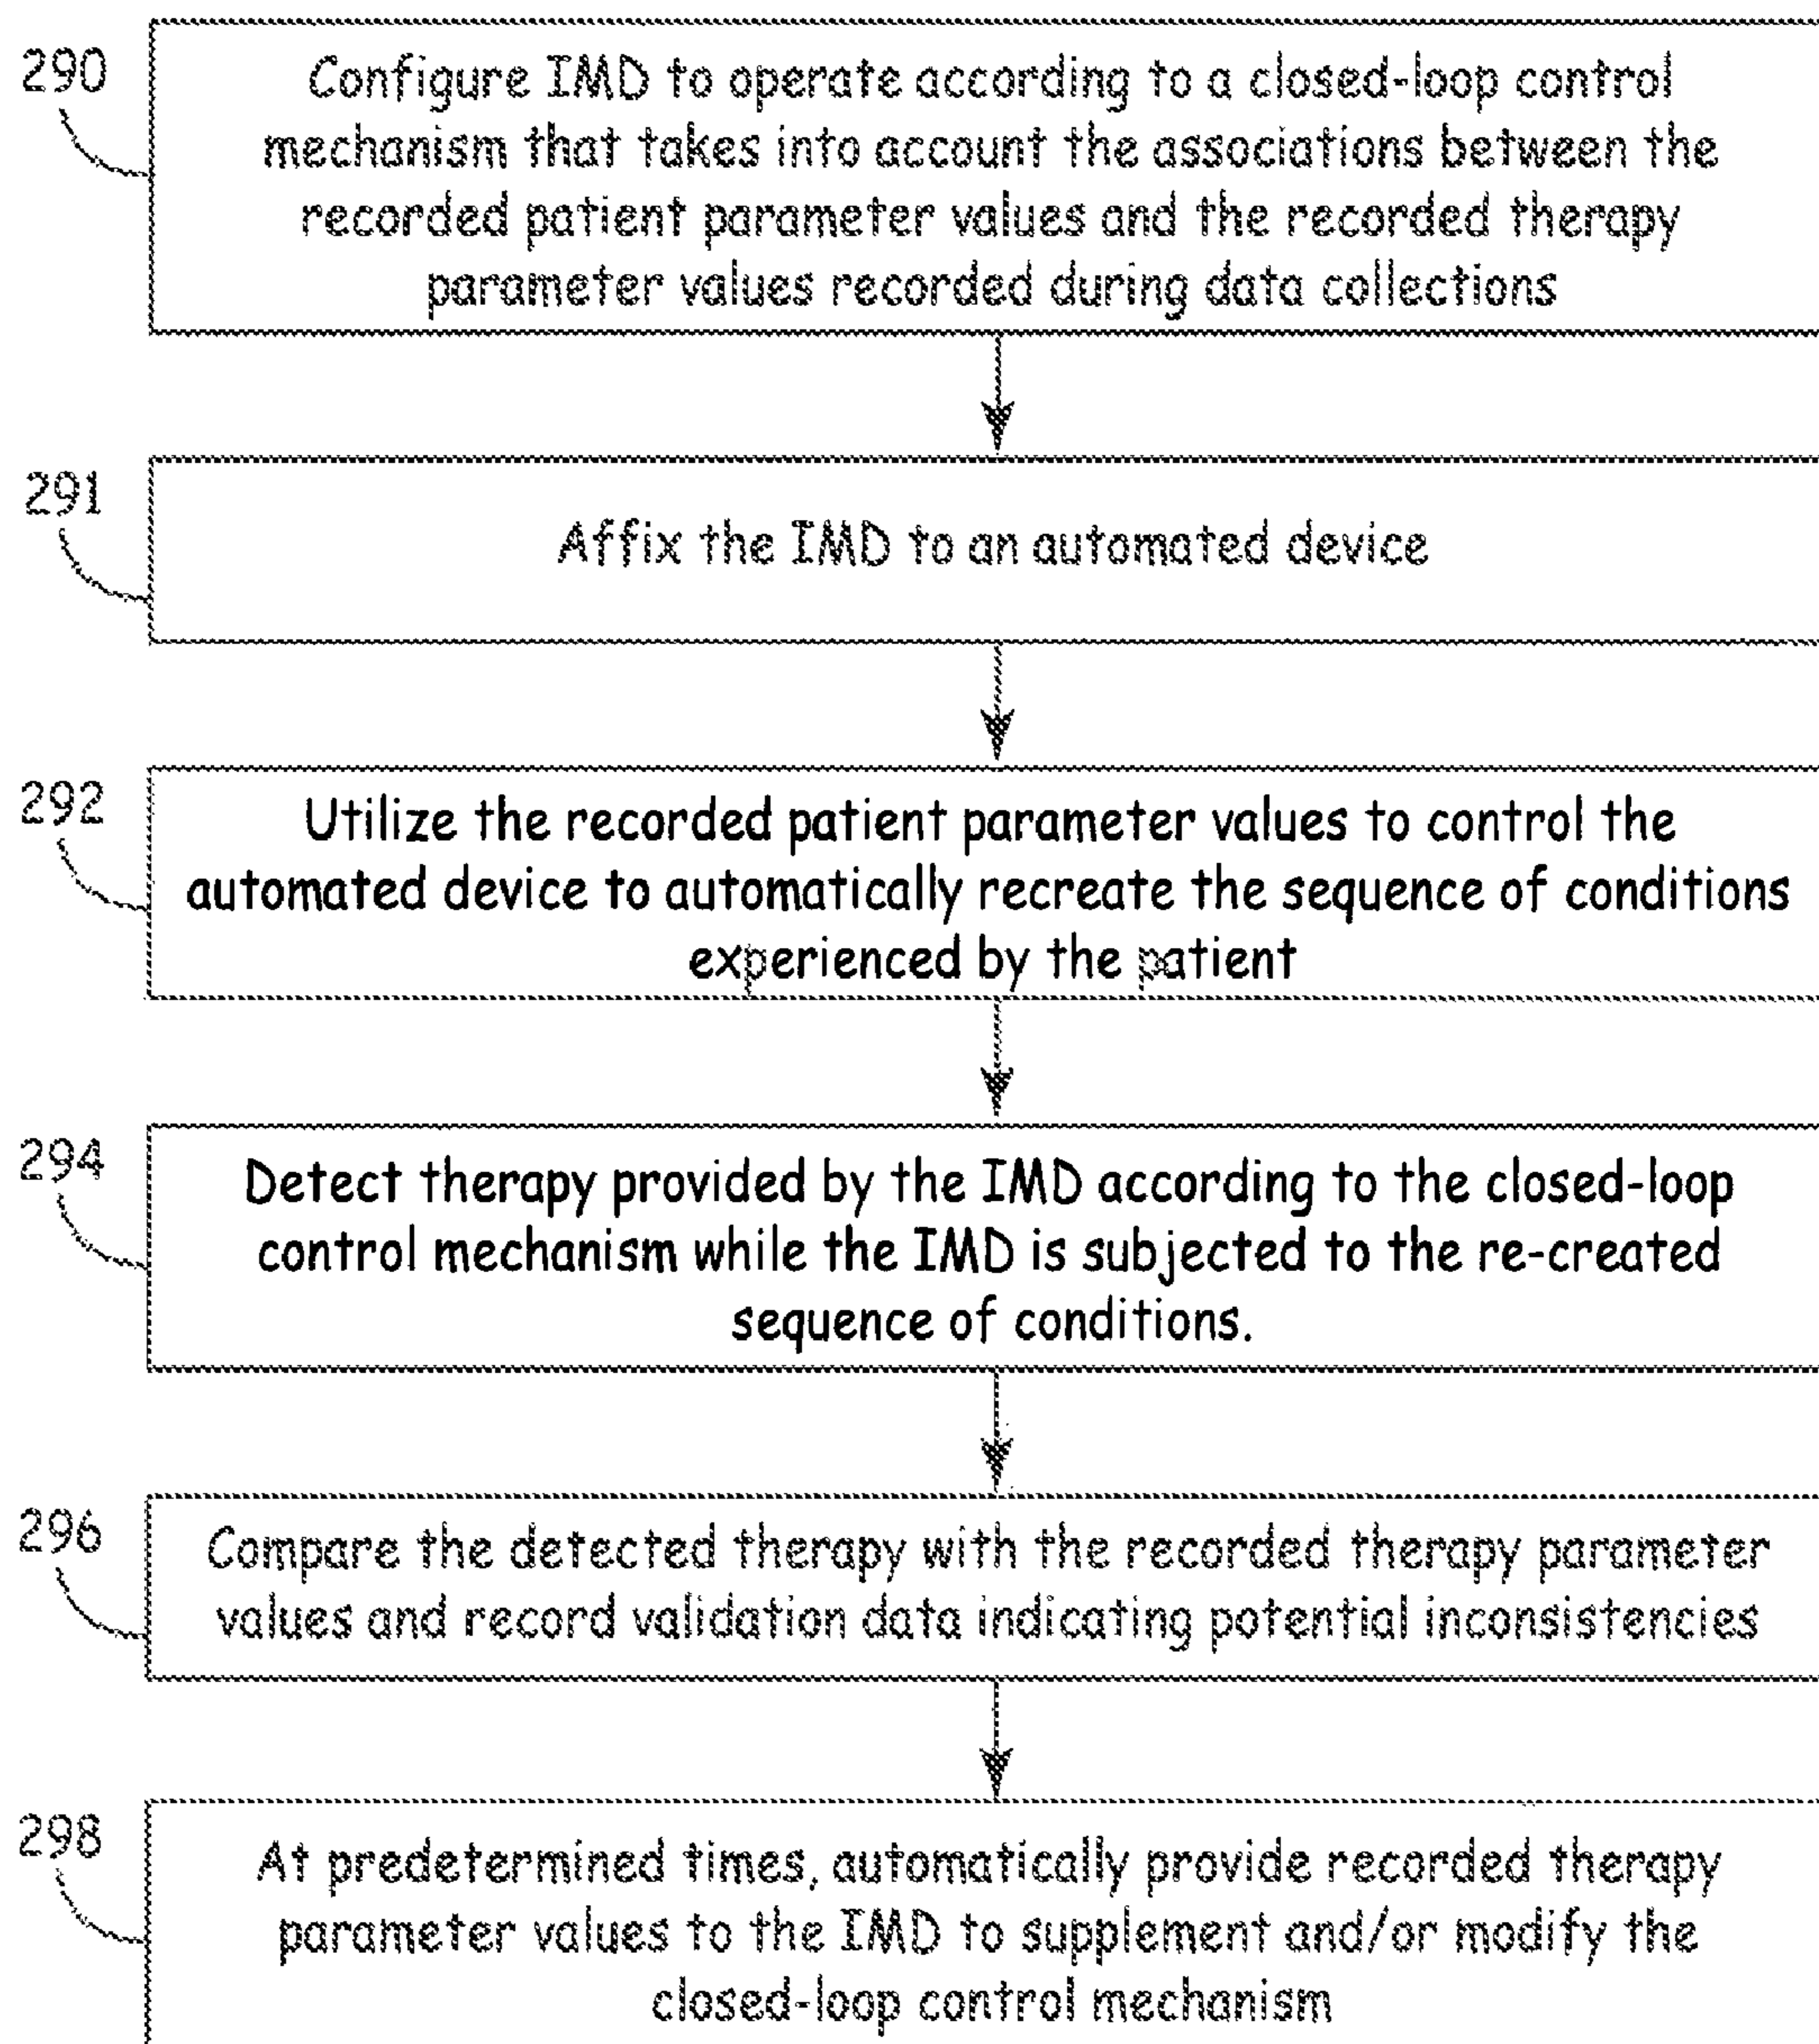 290
Configure IMD to operate according to a closed-loop control
mechanism that takes into account the associations between the
recorded patient parameter values and the recorded therapy
parameter values recorded during data collections
291
Affix the IMD to an automated device
292
Utilize the recorded patient parameter values to control the
automated device to automatically recreate the sequence of conditions
experienced by the patient
294
Detect therapy provided by the IMD according to the closed-loop
control mechanism while the IMD is subjected to the re-created
sequence of conditions.
296
Compare the detected therapy with the recorded therapy parameter
values and record validation data indicating potential inconsistencies
298
At predetermined times, automatically provide recorded therapy
parameter values to the IMD to supplement and/or modify the
closed-loop control mechanism